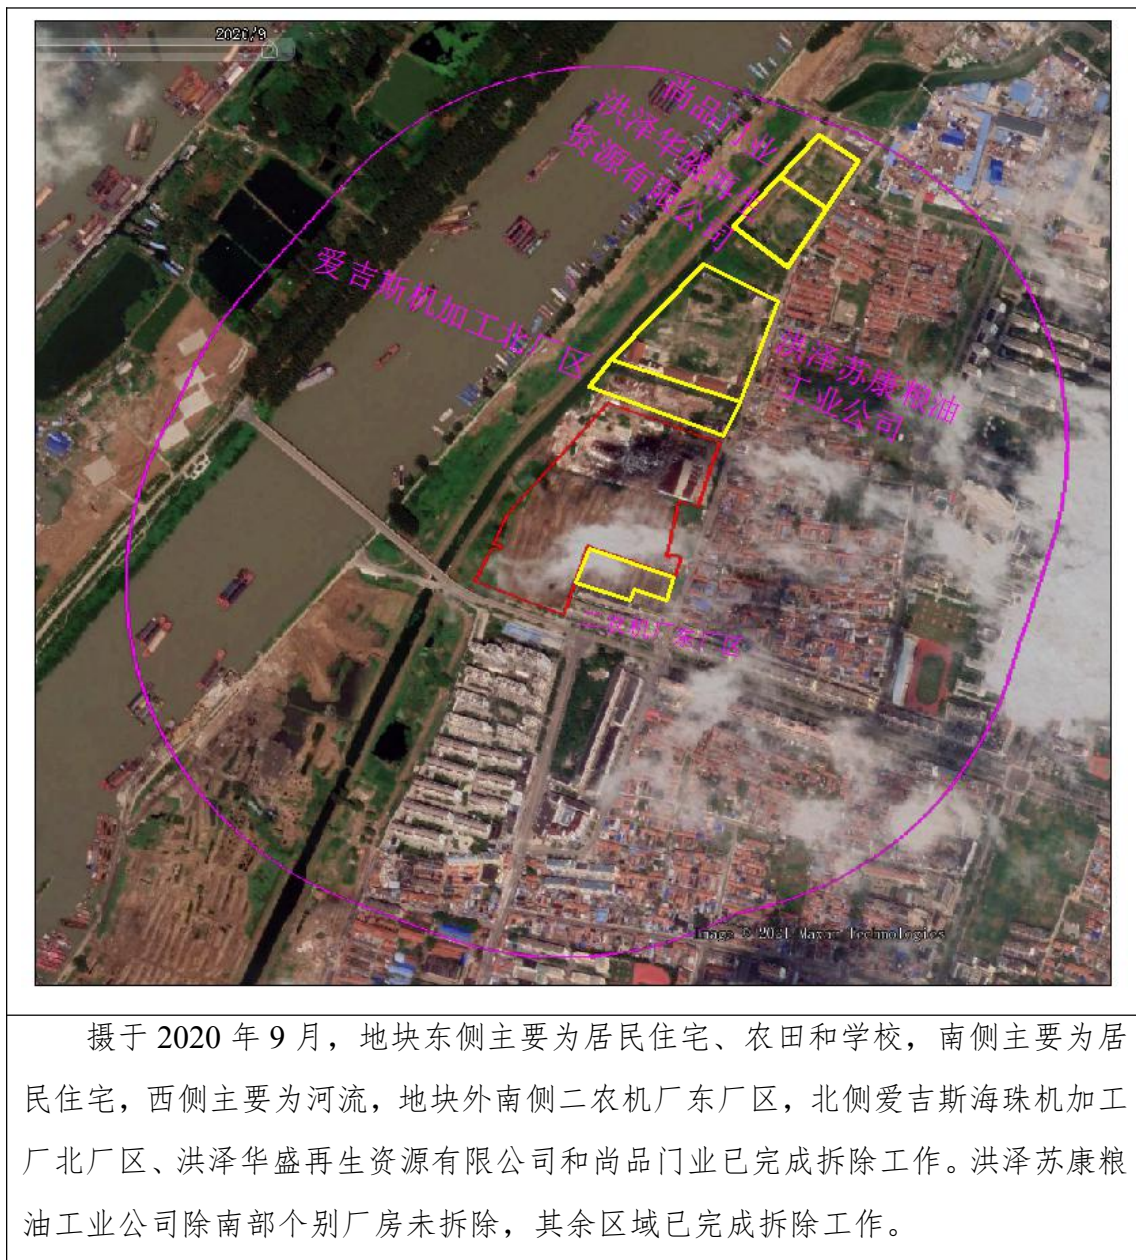 2020/9
尚品门业
洪泽华盛再生
资源有限公司
爱吉斯机加工北厂区
洪泽苏康粮油
工业公司
二农机厂东厂区
Image © 2021 Maxar Technologies
摄于 2020 年 9 月，地块东侧主要为居民住宅、农田和学校，南侧主要为居
民住宅，西侧主要为河流，地块外南侧二农机厂东厂区，北侧爱吉斯海珠机加工
厂北厂区、洪泽华盛再生资源有限公司和尚品门业已完成拆除工作。洪泽苏康粮
油工业公司除南部个别厂房未拆除，其余区域已完成拆除工作。